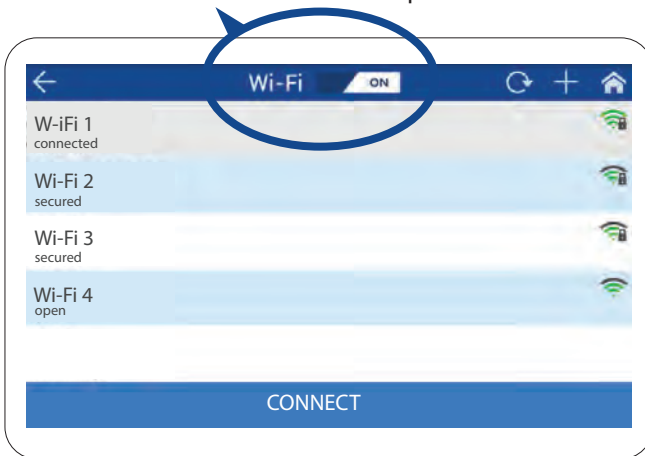 Wi-Fi ON
W-iFi 1
connected
Wi-Fi 2
secured
Wi-Fi 3
secured
Wi-Fi 4
open
CONNECT